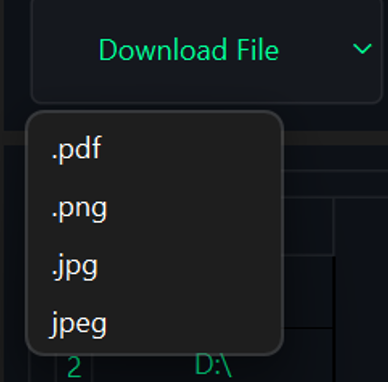 Download File
.pdf
.png
.jpg
jpeg
2 D:\